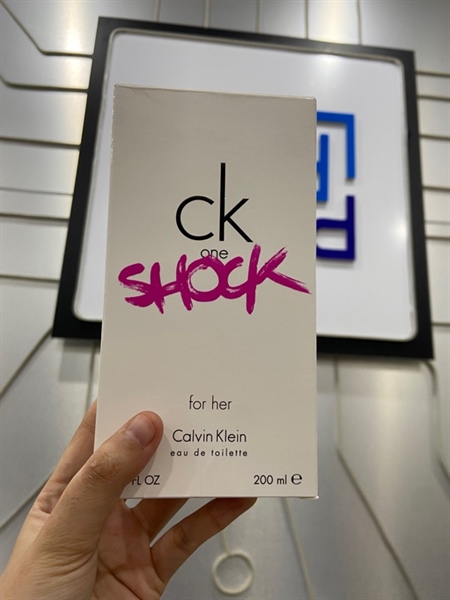 ck
one
SHOCK
for her
Calvin Klein
eau de toilette
FL OZ 200 ml ℮